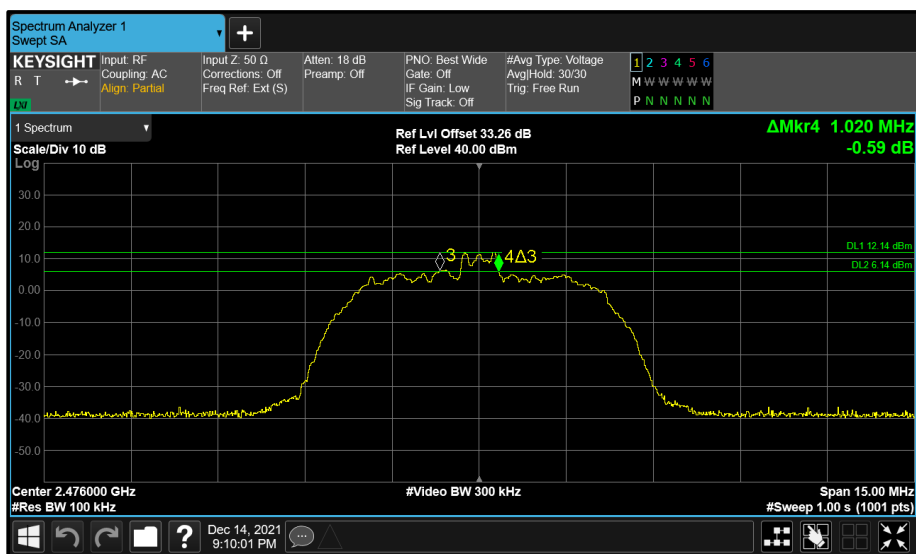 Spectrum Analyzer 1
Swept SA
+
KEYSIGHT
R T
LXI
Input: RF
Coupling: AC
Align: Partial
Input Z: 50 Ω
Corrections: Off
Freq Ref: Ext (S)
Atten: 18 dB
Preamp: Off
PNO: Best Wide
Gate: Off
IF Gain: Low
Sig Track: Off
#Avg Type: Voltage
Avg|Hold: 30/30
Trig: Free Run
1 2 3 4 5 6
M W W W W W
P N N N N N
1 Spectrum
Scale/Div 10 dB
Ref Lvl Offset 33.26 dB
Ref Level 40.00 dBm
ΔMkr4 1.020 MHz
-0.59 dB
Log
30.0
20.0
10.0
0.00
-10.0
-20.0
-30.0
-40.0
-50.0
3
4Δ3
DL1 12.14 dBm
DL2 6.14 dBm
Center 2.476000 GHz
#Res BW 100 kHz
#Video BW 300 kHz
Span 15.00 MHz
#Sweep 1.00 s (1001 pts)
?
Dec 14, 2021
9:10:01 PM